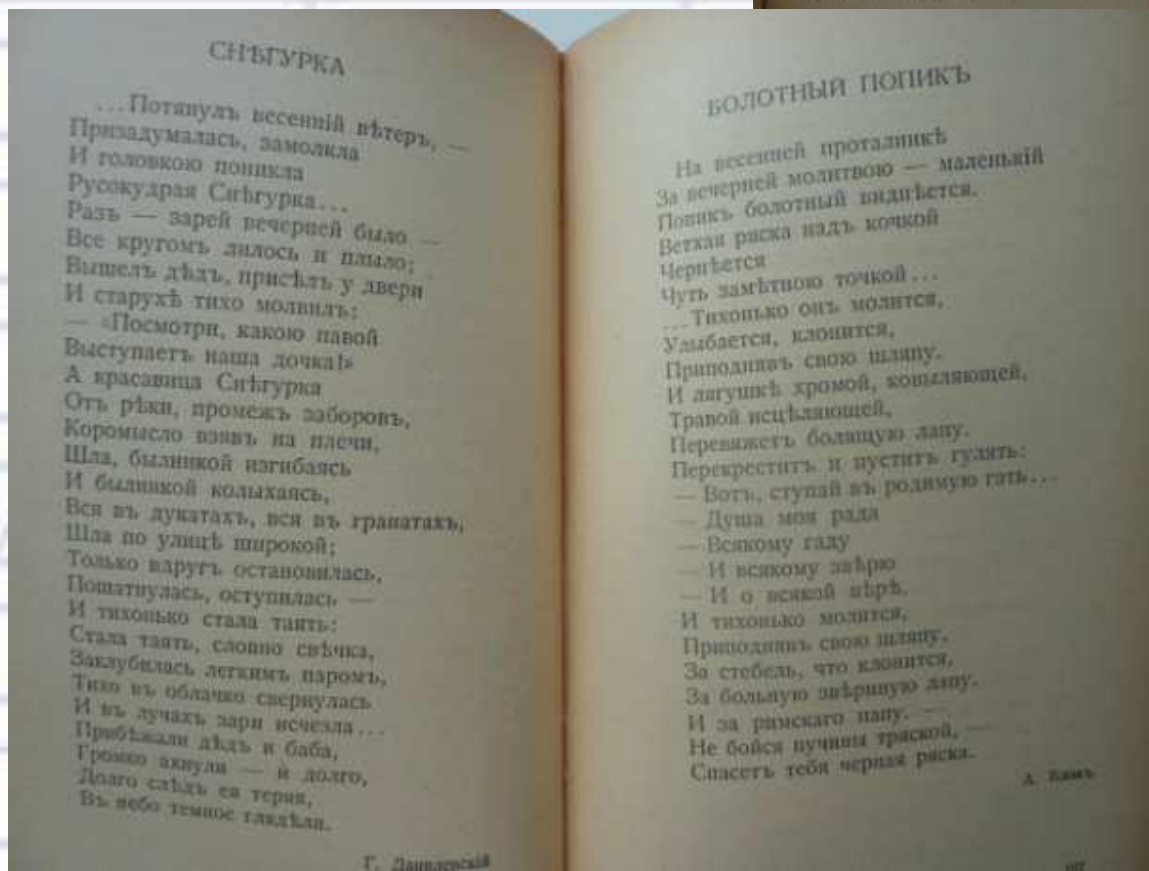 СНѢГУРКА
...Потянулъ весенній вѣтеръ, —
Призадумалась, замолкла
И головкою поникла
Русокудрая Снѣгурка...
Разъ — зарей вечерней было —
Все кругомъ лилось и плыло;
Вышелъ дѣдъ, присѣлъ у двери
И старухѣ тихо молвилъ:
— «Посмотри, какою павой
Выступаетъ наша дочка!»
А красавица Снѣгурка
Отъ рѣки, промежъ заборовъ,
Коромысло взявъ на плечи,
Шла, былинкой изгибаясь
И былинкой колыхаясь,
Вся въ дукатахъ, вся въ гранатахъ,
Шла по улицѣ широкой;
Только вдругъ остановилась,
Пошатнулась, оступилась —
И тихонько стала таять:
Стала таять, словно свѣчка,
Заклубилась легкимъ паромъ,
Тихо въ облачко свернулась
И въ лучахъ зари исчезла...
Прибѣжали дѣдъ и баба,
Громко ахнули — и долго,
Долго слѣдъ ея теряя,
Въ небо темное глядѣли.
Г. Данилевскій
БОЛОТНЫЙ ПОПИКЪ
На весенней проталинкѣ
За вечерней молитвою — маленькій
Попикъ болотный виднѣется.
Ветхая ряска надъ кочкой
Чернѣется
Чуть замѣтною точкой...
...Тихонько онъ молится,
Улыбается, клонится,
Приподнявъ свою шляпу.
И лягушкѣ хромой, ковыляющей,
Травой исцѣляющей,
Перевяжетъ болящую лапу.
Перекреститъ и пуститъ гулять:
— Вотъ, ступай въ родимую гать...
— Душа моя рада
— Всякому гаду
— И всякому звѣрю
— И о всякой вѣрѣ.
И тихонько молится,
Приподнявъ свою шляпу,
За стебель, что клонится,
За больную звѣриную лапу,
И за римскаго папу. —
Не бойся пучины тряской, —
Спасетъ тебя черная ряска.
А. Блокъ